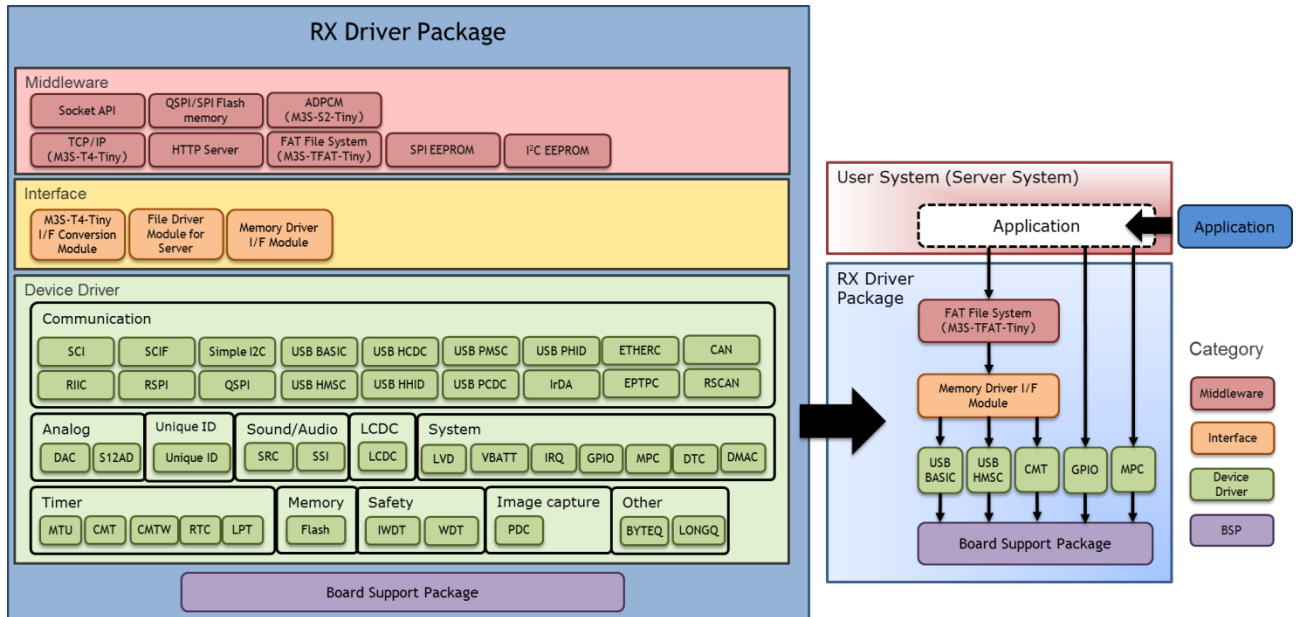 RX Driver Package
Middleware
Socket API
QSPI/SPI Flash
memory
ADPCM
(M3S-S2-Tiny)
TCP/IP
(M3S-T4-Tiny)
HTTP Server
FAT File System
(M3S-TFAT-Tiny)
SPI EEPROM
I²C EEPROM
Interface
M3S-T4-Tiny
I/F Conversion
Module
File Driver
Module for
Server
Memory Driver
I/F Module
Device Driver
Communication
SCI
SCIF
Simple I2C
USB BASIC
USB HCDC
USB PMSC
USB PHID
ETHERC
CAN
RIIC
RSPI
QSPI
USB HMSC
USB HHID
USB PCDC
IrDA
EPTPC
RSCAN
Analog
DAC
S12AD
Unique ID
Unique ID
Sound/Audio
SRC
SSI
LCDC
LCDC
System
LVD
VBATT
IRQ
GPIO
MPC
DTC
DMAC
Timer
MTU
CMT
CMTW
RTC
LPT
Memory
Flash
Safety
IWDT
WDT
Image capture
PDC
Other
BYTEQ
LONGQ
Board Support Package
User System (Server System)
Application
Application
RX Driver
Package
FAT File System
(M3S-TFAT-Tiny)
Memory Driver I/F
Module
USB
BASIC
USB
HMSC
CMT
GPIO
MPC
Board Support Package
Category
Middleware
Interface
Device
Driver
BSP